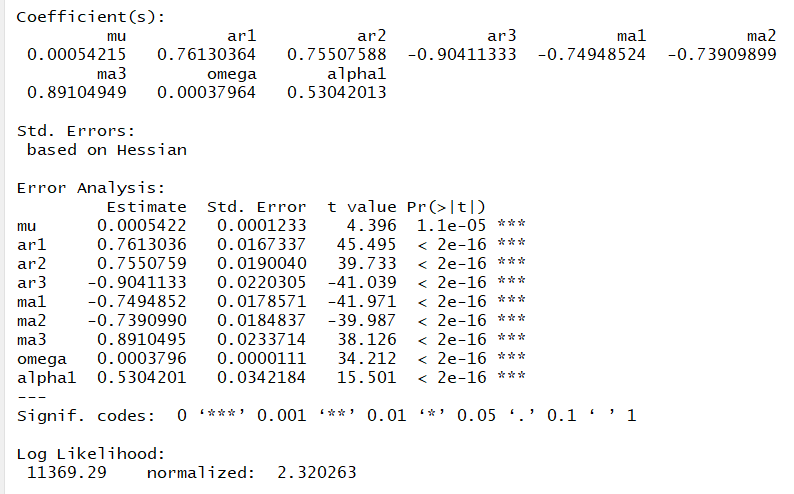 Coefficient(s):
         mu          ar1          ar2          ar3          ma1          ma2
 0.00054215   0.76130364   0.75507588  -0.90411333  -0.74948524  -0.73909899
        ma3        omega       alpha1
 0.89104949   0.00037964   0.53042013
Std. Errors:
 based on Hessian
Error Analysis:
         Estimate  Std. Error  t value Pr(>|t|)
mu      0.0005422   0.0001233    4.396  1.1e-05 ***
ar1     0.7613036   0.0167337   45.495  < 2e-16 ***
ar2     0.7550759   0.0190040   39.733  < 2e-16 ***
ar3    -0.9041133   0.0220305  -41.039  < 2e-16 ***
ma1    -0.7494852   0.0178571  -41.971  < 2e-16 ***
ma2    -0.7390990   0.0184837  -39.987  < 2e-16 ***
ma3     0.8910495   0.0233714   38.126  < 2e-16 ***
omega   0.0003796   0.0000111   34.212  < 2e-16 ***
alpha1  0.5304201   0.0342184   15.501  < 2e-16 ***
---
Signif. codes:  0 ‘***’ 0.001 ‘**’ 0.01 ‘*’ 0.05 ‘.’ 0.1 ‘ ’ 1
Log Likelihood:
 11369.29    normalized:  2.320263